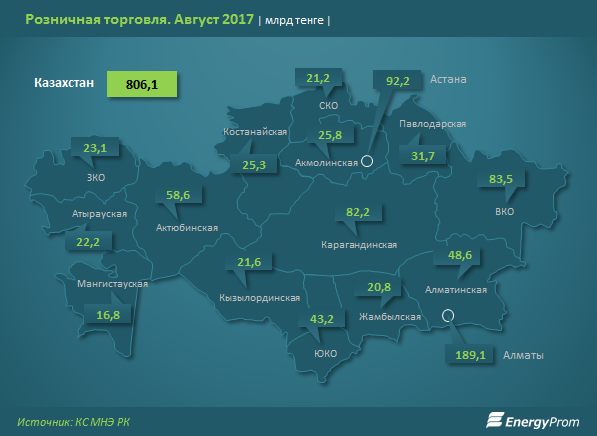 Розничная торговля. Август 2017 | млрд тенге |
Казахстан 806,1
21,2
СКО
92,2 Астана
Костанайская
25,3
25,8
Акмолинская
Павлодарская
31,7
23,1
ЗКО
58,6
Актюбинская
83,5
ВКО
Атырауская
22,2
82,2
Карагандинская
Мангистауская
16,8
21,6
Кызылординская
48,6
Алматинская
20,8
Жамбылская
43,2
ЮКО
189,1 Алматы
Источник: КС МНЭ РК
EnergyProm